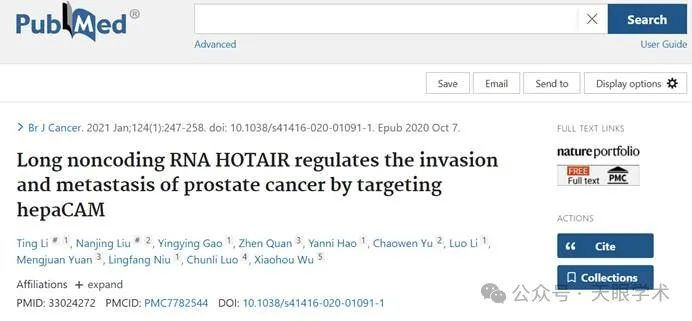 PubMed®
Search
Advanced
User Guide
Save
Email
Send to
Display options
> Br J Cancer. 2021 Jan;124(1):247-258. doi: 10.1038/s41416-020-01091-1. Epub 2020 Oct 7.
Long noncoding RNA HOTAIR regulates the invasion
and metastasis of prostate cancer by targeting
hepaCAM
Ting Li # 1, Nanjing Liu # 2, Yingying Gao 1, Zhen Quan 3, Yanni Hao 1, Chaowen Yu 2, Luo Li 1,
Mengjuan Yuan 3, Lingfang Niu 1, Chunli Luo 4, Xiaohou Wu 5
Affiliations + expand
PMID: 33024272 PMCID: PMC7782544 DOI: 10.1038/s41416-020-01091-1
FULL TEXT LINKS
nature portfolio
FREE
Full text
PMC
ACTIONS
Cite
Collections
公众号 · 天眼学术